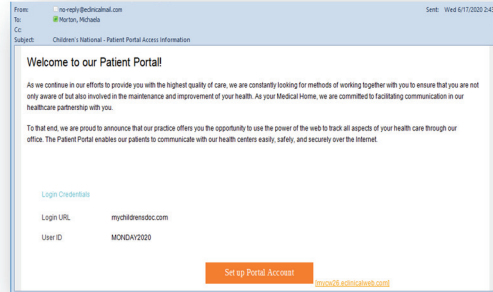 From: no-reply@eclinicalmail.com Sent: Wed 6/17/2020 2:43
To: Morton, Michaela
Cc:
Subject: Children's National - Patient Portal Access Information
Welcome to our Patient Portal!
As we continue in our efforts to provide you with the highest quality of care, we are constantly looking for methods of working together with you to ensure that you are not
only aware of but also involved in the maintenance and improvement of your health. As your Medical Home, we are committed to facilitating communication in our
healthcare partnership with you.
To that end, we are proud to announce that our practice offers you the opportunity to use the power of the web to track all aspects of your health care through our
office. The Patient Portal enables our patients to communicate with our health centers easily, safely, and securely over the Internet.
Login Credentials
Login URL mychildrensdoc.com
User ID MONDAY2020
Set up Portal Account [mycw26.eclinicalweb.com]